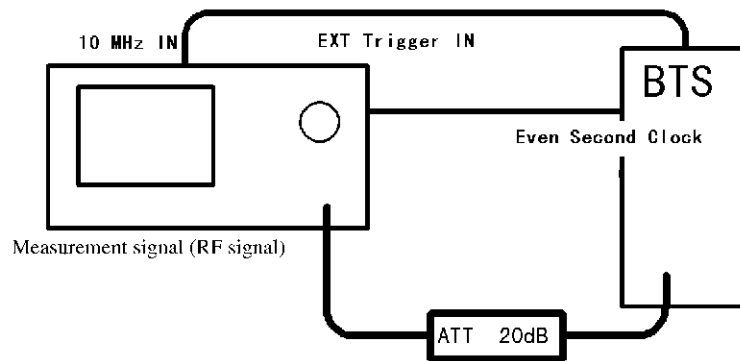 10 MHz IN
EXT Trigger IN
BTS
Even Second Clock
Measurement signal (RF signal)
ATT 20dB